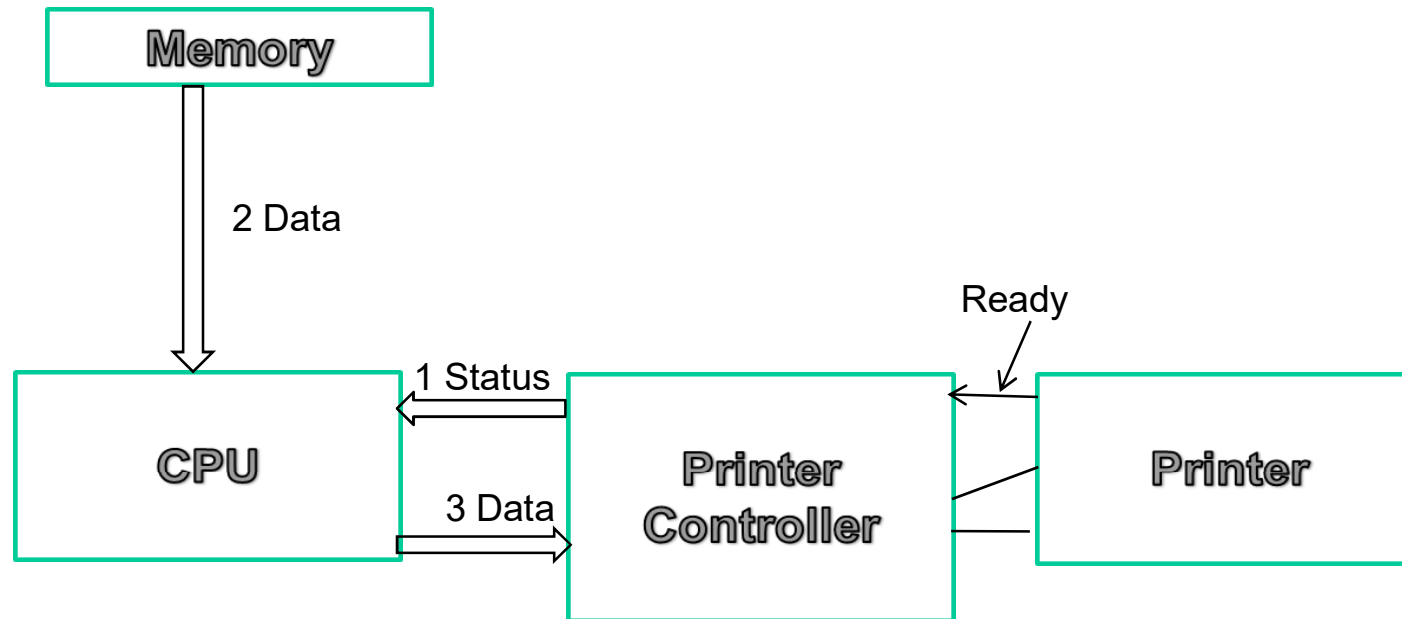 Memory
2 Data
Ready
1 Status
CPU
Printer
Controller
Printer
3 Data